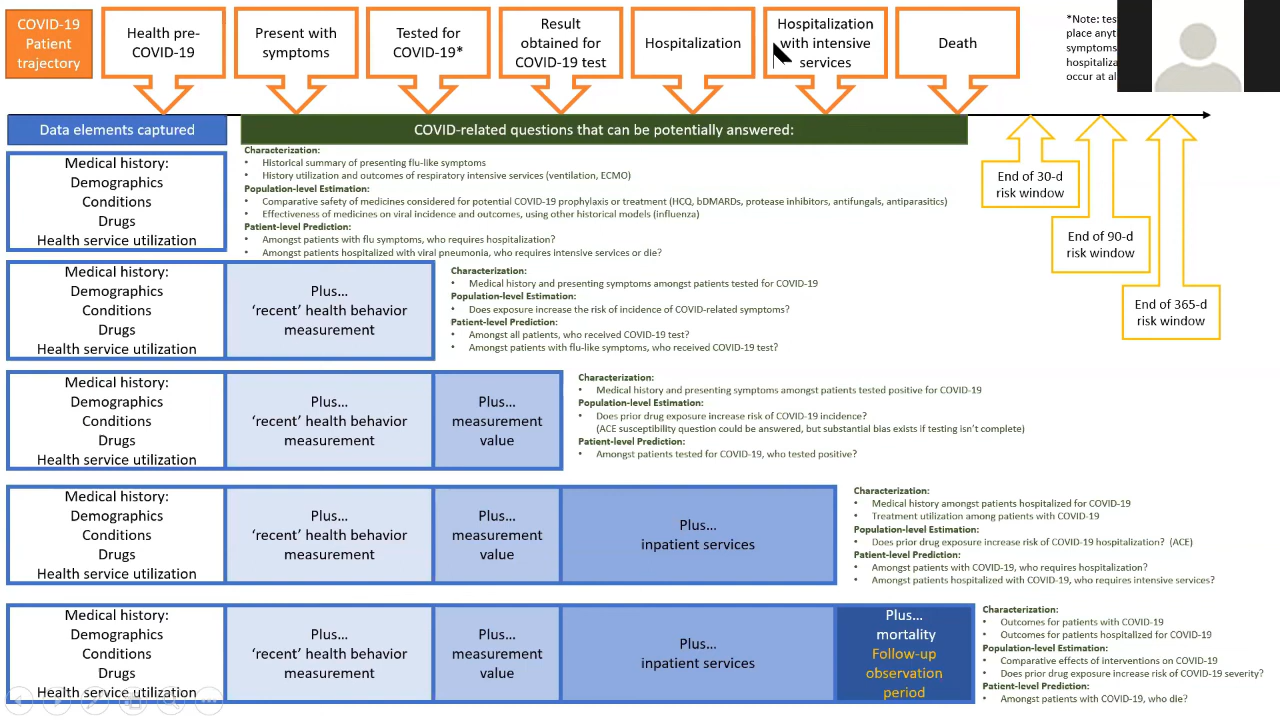 COVID-19
Patient
trajectory
Health pre-
COVID-19
Present with
symptoms
Tested for
COVID-19*
Result
obtained for
COVID-19 test
Hospitalization
Hospitalization
with intensive
services
Death
*Note: tes
place anyt
symptoms
hospitaliza
occur at al
Data elements captured
COVID-related questions that can be potentially answered:
End of 30-d
risk window
End of 90-d
risk window
End of 365-d
risk window
Medical history:
Demographics
Conditions
Drugs
Health service utilization
Characterization:
• Historical summary of presenting flu-like symptoms
• History utilization and outcomes of respiratory intensive services (ventilation, ECMO)
Population-level Estimation:
• Comparative safety of medicines considered for potential COVID-19 prophylaxis or treatment (HCQ, bDMARDs, protease inhibitors, antifungals, antiparasitics)
• Effectiveness of medicines on viral incidence and outcomes, using other historical models (influenza)
Patient-level Prediction:
• Amongst patients with flu symptoms, who requires hospitalization?
• Amongst patients hospitalized with viral pneumonia, who requires intensive services or die?
Medical history:
Demographics
Conditions
Drugs
Health service utilization
Plus…
‘recent’ health behavior
measurement
Characterization:
• Medical history and presenting symptoms amongst patients tested for COVID-19
Population-level Estimation:
• Does exposure increase the risk of incidence of COVID-related symptoms?
Patient-level Prediction:
• Amongst all patients, who received COVID-19 test?
• Amongst patients with flu-like symptoms, who received COVID-19 test?
Medical history:
Demographics
Conditions
Drugs
Health service utilization
Plus…
‘recent’ health behavior
measurement
Plus…
measurement
value
Characterization:
• Medical history and presenting symptoms amongst patients tested positive for COVID-19
Population-level Estimation:
• Does prior drug exposure increase risk of COVID-19 incidence?
(ACE susceptibility question could be answered, but substantial bias exists if testing isn’t complete)
Patient-level Prediction:
• Amongst patients tested for COVID-19, who tested positive?
Medical history:
Demographics
Conditions
Drugs
Health service utilization
Plus…
‘recent’ health behavior
measurement
Plus…
measurement
value
Plus…
inpatient services
Characterization:
• Medical history amongst patients hospitalized for COVID-19
• Treatment utilization among patients with COVID-19
Population-level Estimation:
• Does prior drug exposure increase risk of COVID-19 hospitalization? (ACE)
Patient-level Prediction:
• Amongst patients with COVID-19, who requires hospitalization?
• Amongst patients hospitalized with COVID-19, who requires intensive services?
Medical history:
Demographics
Conditions
Drugs
Health service utilization
Plus…
‘recent’ health behavior
measurement
Plus…
measurement
value
Plus…
inpatient services
Plus…
mortality
Follow-up
observation
period
Characterization:
• Outcomes for patients with COVID-19
• Outcomes for patients hospitalized for COVID-19
Population-level Estimation:
• Comparative effects of interventions on COVID-19
• Does prior drug exposure increase risk of COVID-19 severity?
Patient-level Prediction:
• Amongst patients with COVID-19, who die?